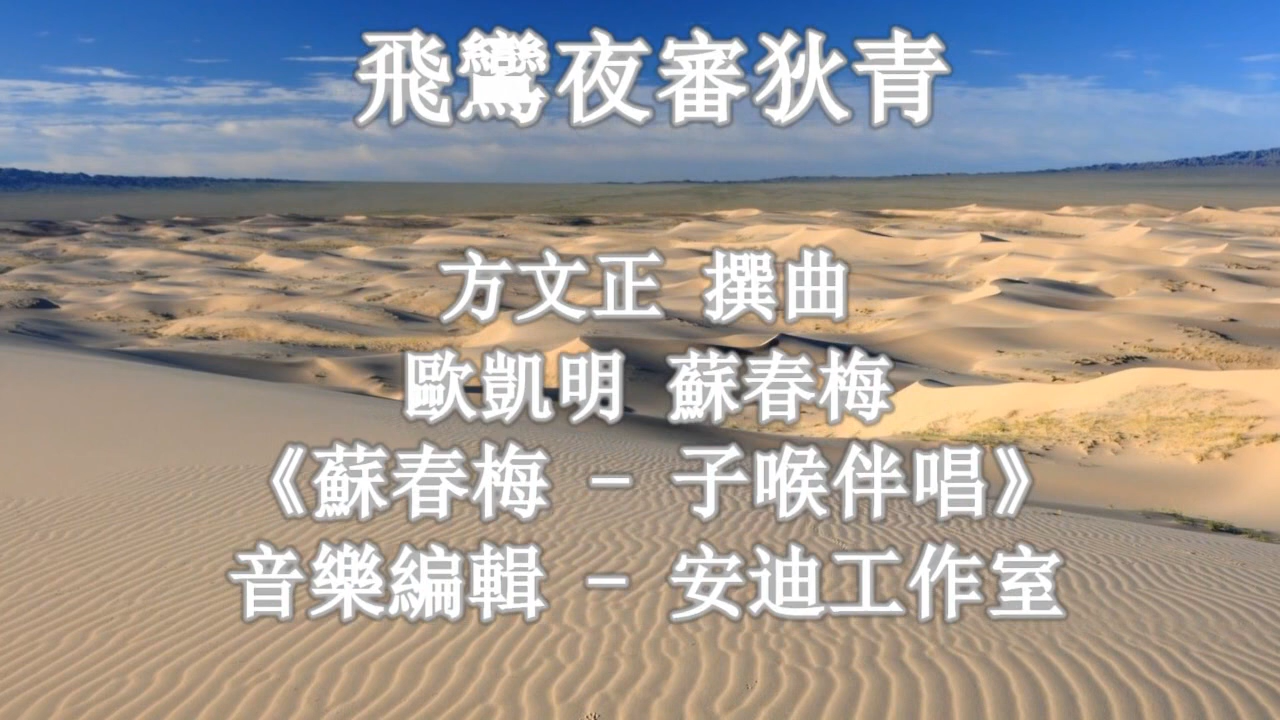 飛鸞夜審狄青
方文正 撰曲
歐凱明 蘇春梅
《蘇春梅 - 子喉伴唱》
音樂編輯 - 安迪工作室